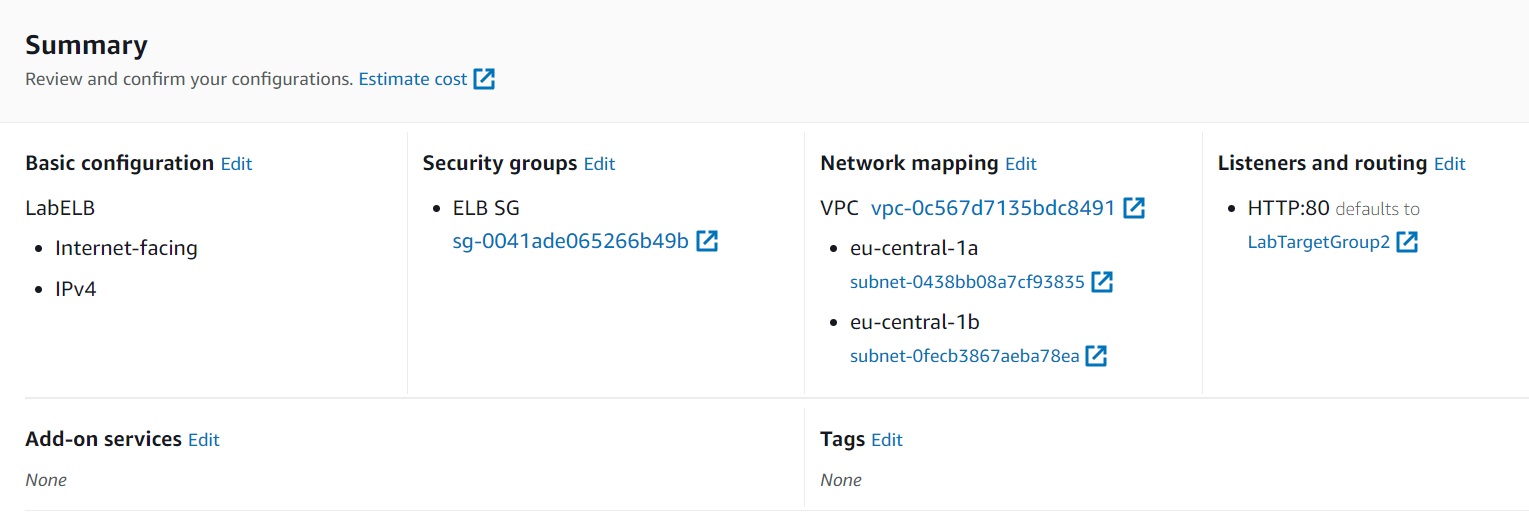 Summary
Review and confirm your configurations. Estimate cost
Basic configuration Edit
LabELB
Internet-facing
IPv4
Security groups Edit
ELB SG
sg-0041ade065266b49b
Network mapping Edit
VPC vpc-0c567d7135bdc8491
eu-central-1a
subnet-0438bb08a7cf93835
eu-central-1b
subnet-0fecb3867aeba78ea
Listeners and routing Edit
HTTP:80 defaults to
LabTargetGroup2
Add-on services Edit
None
Tags Edit
None